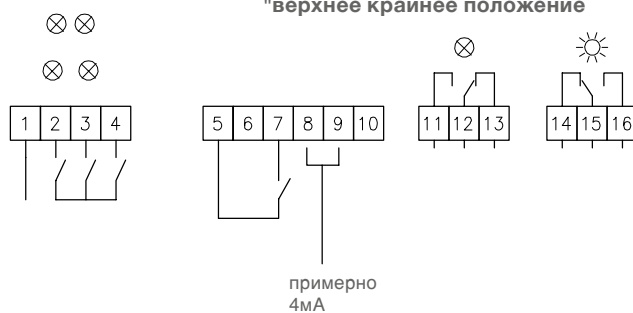 "верхнее крайнее положение
1 2 3 4 5 6 7 8 9 10 11 12 13 14 15 16
примерно
4мА